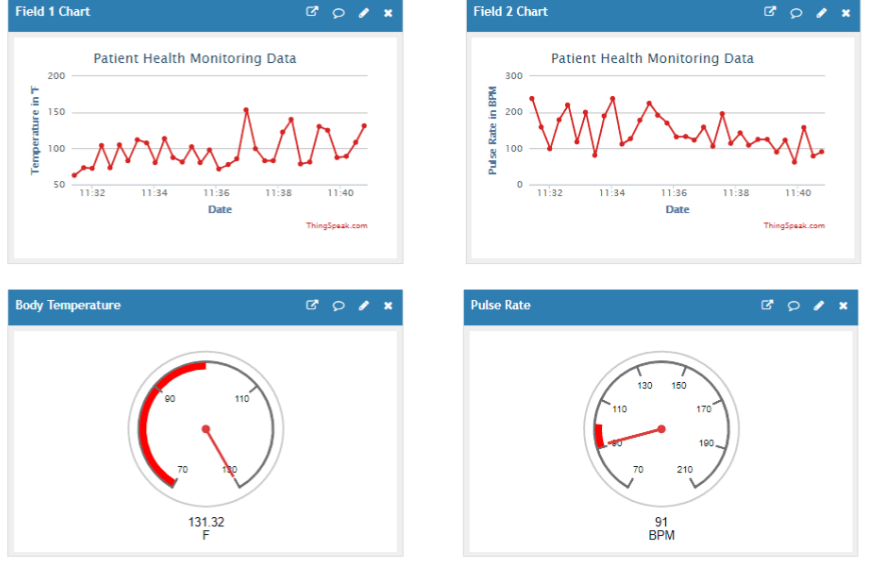 Field 1 Chart
Patient Health Monitoring Data
Temperature in °F
200
150
100
50
11:32
11:34
11:36
11:38
11:40
Date
ThingSpeak.com
Field 2 Chart
Patient Health Monitoring Data
Pulse Rate in BPM
300
200
100
0
11:32
11:34
11:36
11:38
11:40
Date
ThingSpeak.com
Body Temperature
90
110
70
130
131.32
F
Pulse Rate
130
150
110
170
90
190
70
210
91
BPM